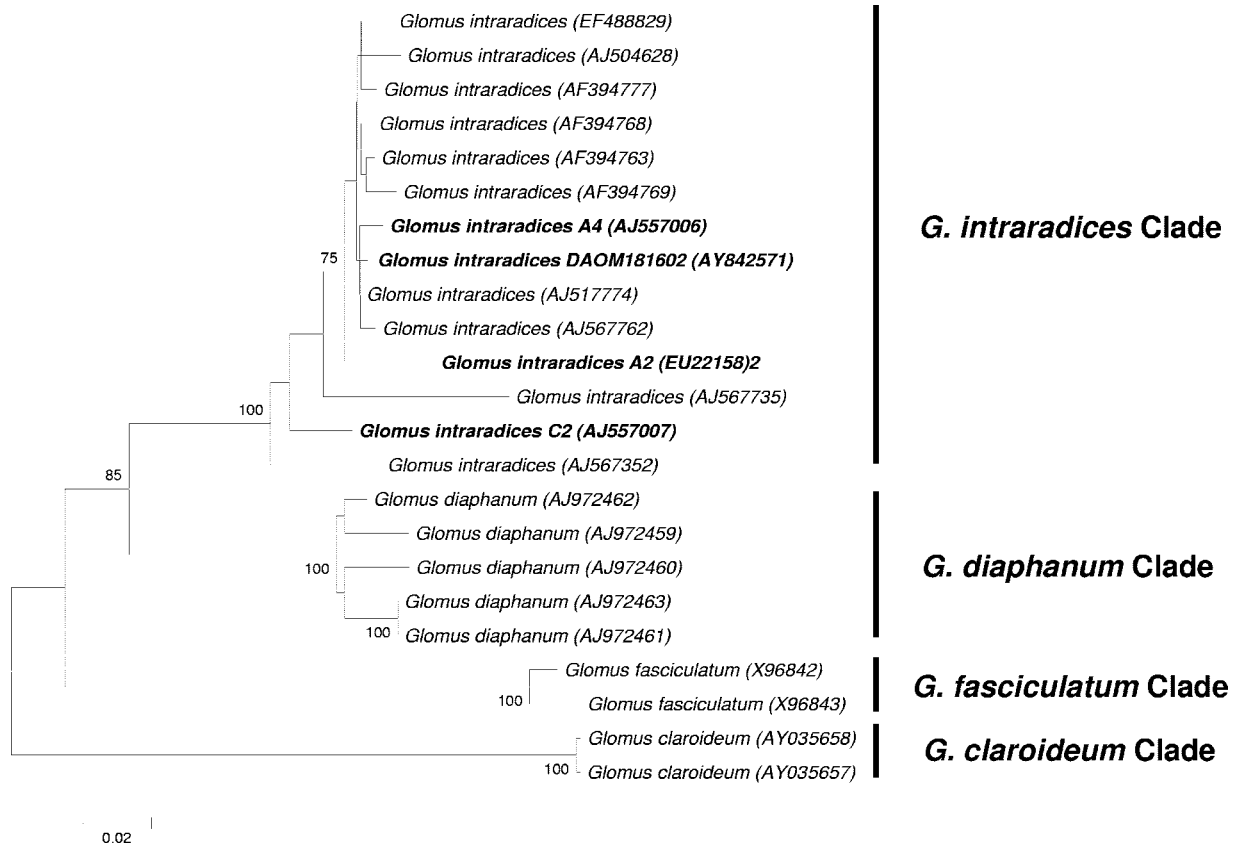 Glomus intraradices (EF488829)
Glomus intraradices (AJ504628)
Glomus intraradices (AF394777)
Glomus intraradices (AF394768)
Glomus intraradices (AF394763)
Glomus intraradices (AF394769)
Glomus intraradices A4 (AJ557006)
G. intraradices Clade
75
Glomus intraradices DAOM181602 (AY842571)
Glomus intraradices (AJ517774)
Glomus intraradices (AJ567762)
Glomus intraradices A2 (EU22158)2
Glomus intraradices (AJ567735)
100
Glomus intraradices C2 (AJ557007)
Glomus intraradices (AJ567352)
85
Glomus diaphanum (AJ972462)
Glomus diaphanum (AJ972459)
100
Glomus diaphanum (AJ972460)
G. diaphanum Clade
Glomus diaphanum (AJ972463)
100
Glomus diaphanum (AJ972461)
Glomus fasciculatum (X96842)
G. fasciculatum Clade
100
Glomus fasciculatum (X96843)
Glomus claroideum (AY035658)
G. claroideum Clade
100
Glomus claroideum (AY035657)
0.02